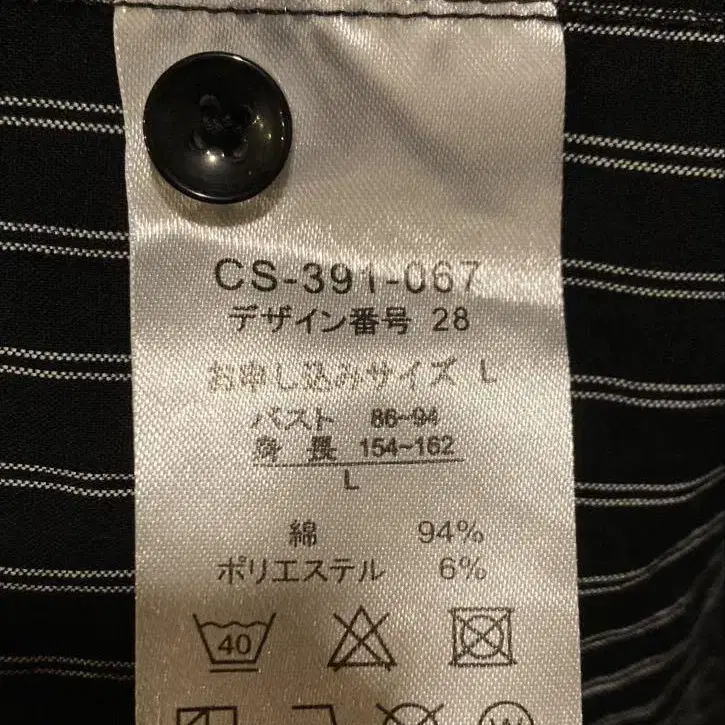 CS-391-067
デザイン番号 28
お申し込みサイズ L
バスト 86~94
身長 154~162
L
綿 94%
ポリエステル 6%
40
W